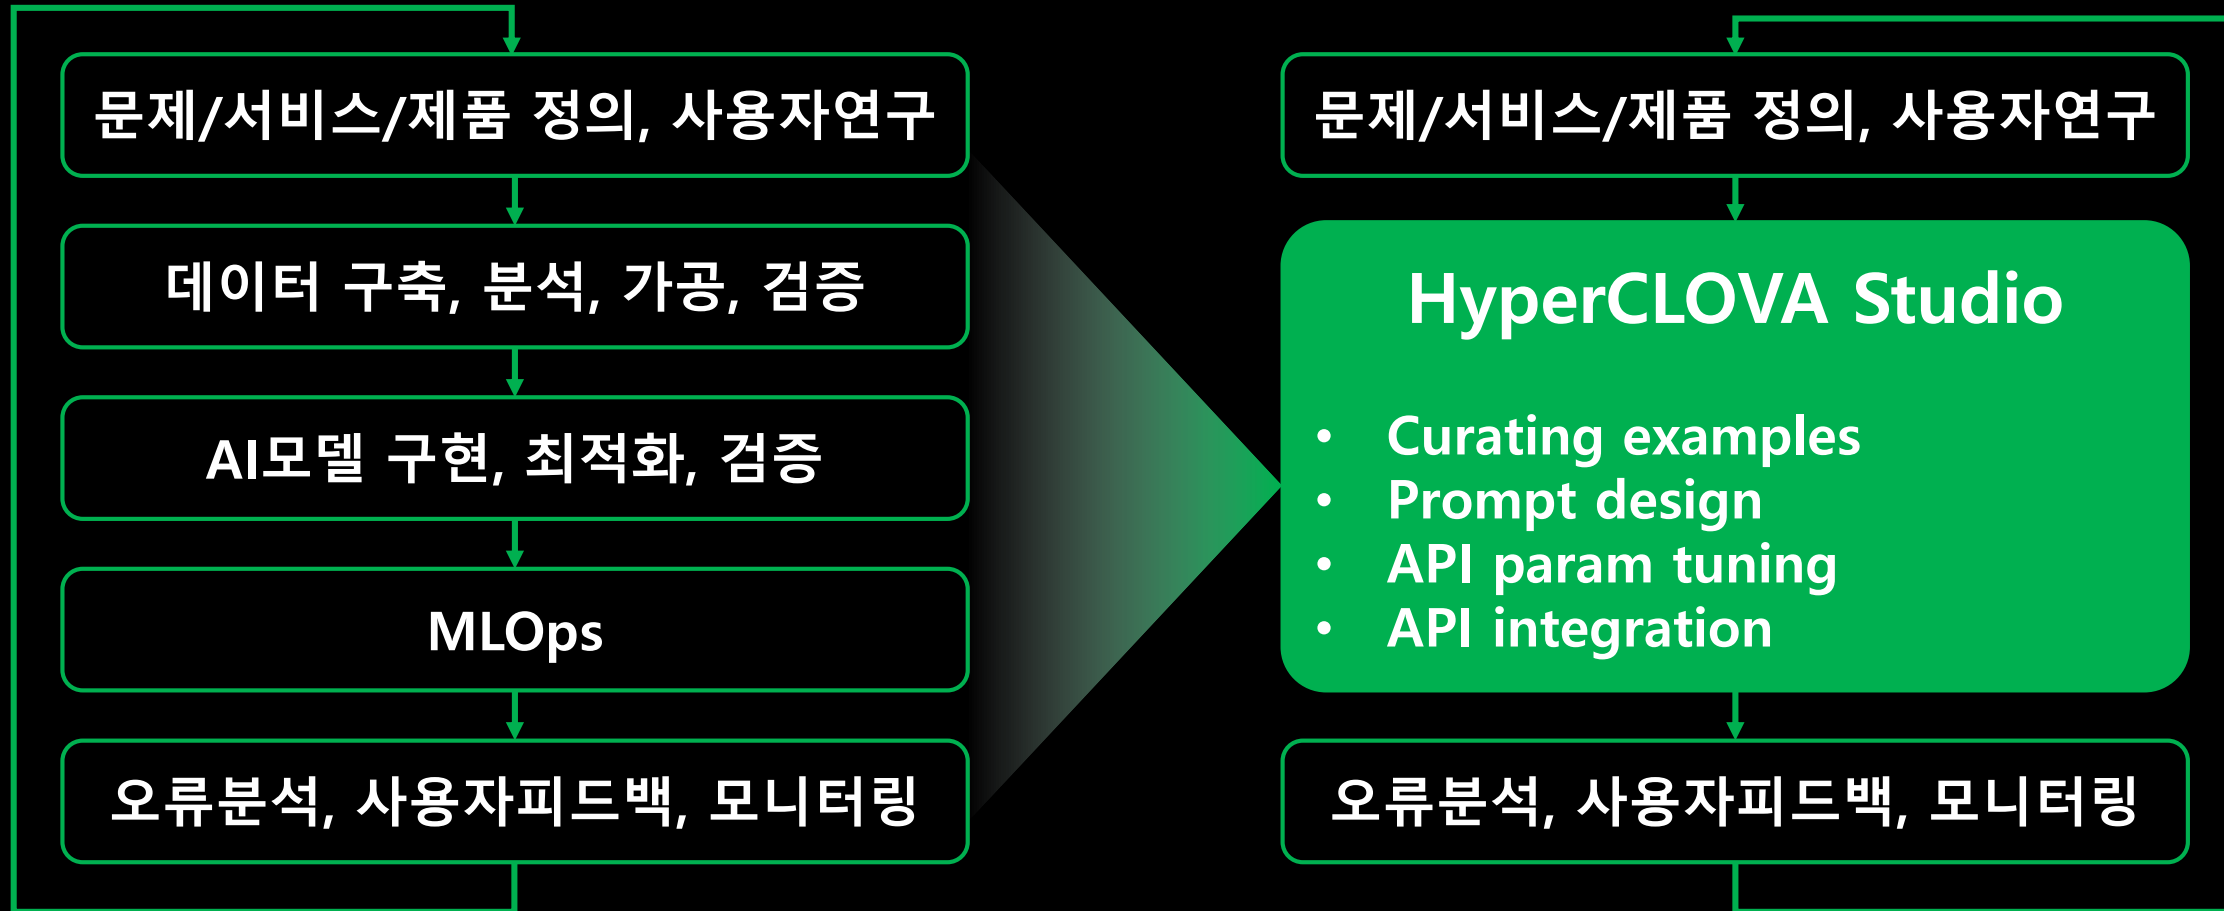 문제/서비스/제품 정의, 사용자연구
데이터 구축, 분석, 가공, 검증
AI모델 구현, 최적화, 검증
MLOps
오류분석, 사용자피드백, 모니터링
문제/서비스/제품 정의, 사용자연구
HyperCLOVA Studio
• Curating examples
• Prompt design
• API param tuning
• API integration
오류분석, 사용자피드백, 모니터링